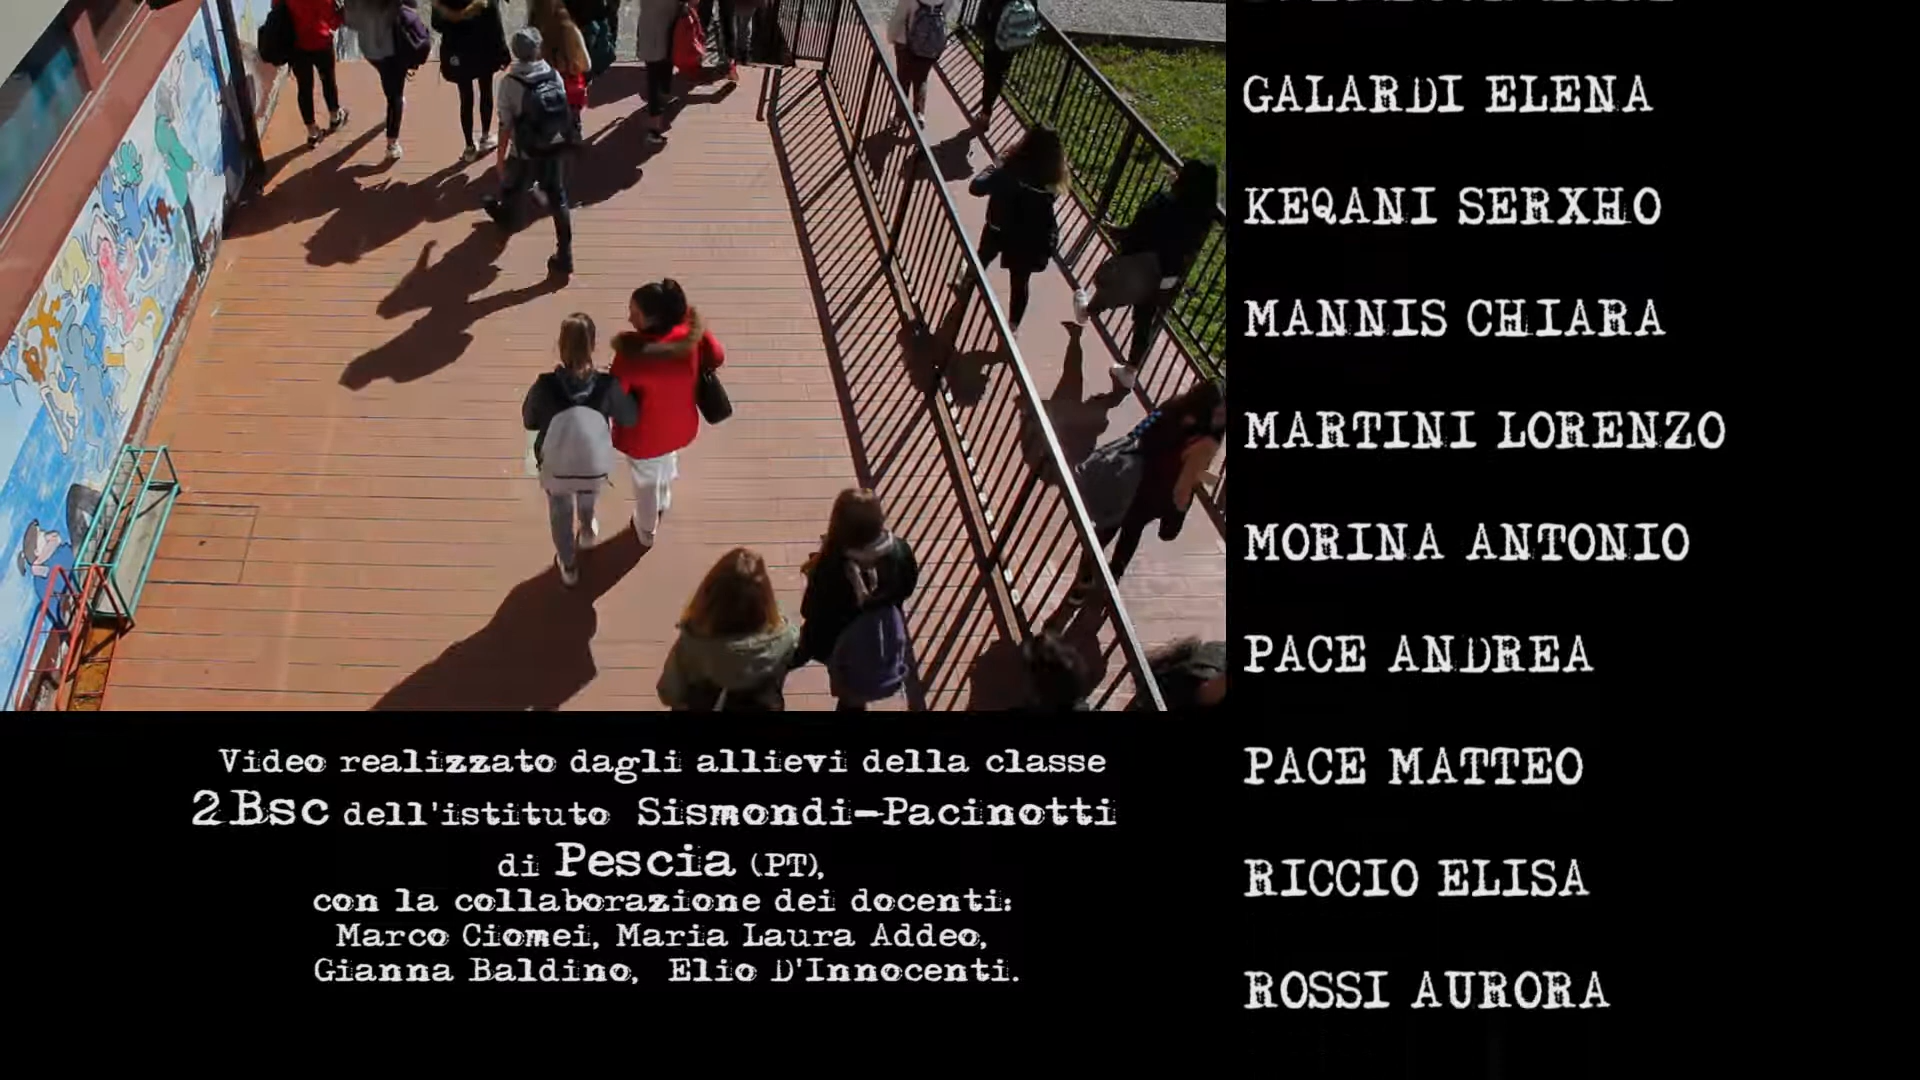 GALARDI ELENA
KEQANI SERXHO
MANNIS CHIARA
MARTINI LORENZO
MORINA ANTONIO
PACE ANDREA
PACE MATTEO
RICCIO ELISA
ROSSI AURORA
Video realizzato dagli allievi della classe
2Bsc dell'istituto Sismondi-Pacinotti
di Pescia (PT),
con la collaborazione dei docenti:
Marco Ciomei, Maria Laura Addeo,
Gianna Baldino, Elio D'Innocenti.